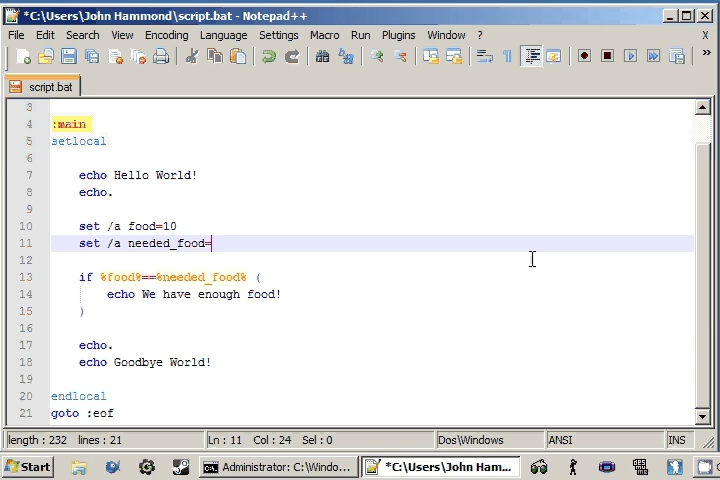 *C:\Users\John Hammond\script.bat - Notepad++
File Edit Search View Encoding Language Settings Macro Run Plugins Window ? X
script.bat
3
4 :main
5 setlocal
6
7 echo Hello World!
8 echo.
9
10 set /a food=10
11 set /a needed_food=
12
13 if %food%==%needed_food% (
14 echo We have enough food!
15 )
16
17 echo.
18 echo Goodbye World!
19
20 endlocal
21 goto :eof
length : 232 lines : 21 Ln : 11 Col : 24 Sel : 0 Dos\Windows ANSI INS
Start Administrator: C:\Windo... *C:\Users\John Hamm...